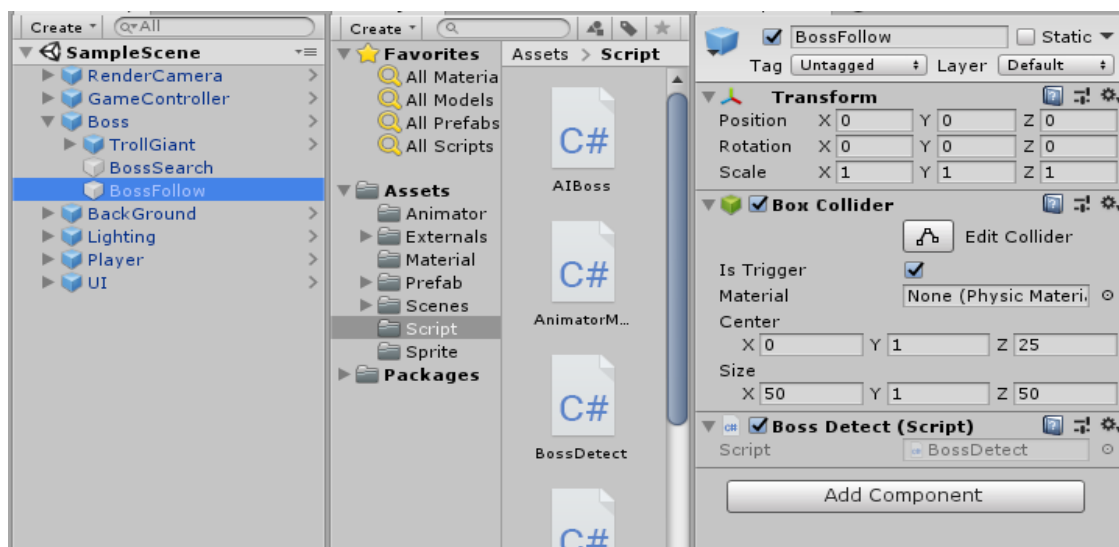 Create
All
SampleScene
RenderCamera
GameController
Boss
TrollGiant
BossSearch
BossFollow
BackGround
Lighting
Player
UI
Create
Favorites
All Materia
All Models
All Prefabs
All Scripts
Assets
Animator
Externals
Material
Prefab
Scenes
Script
Sprite
Packages
Assets > Script
C#
AIBoss
C#
AnimatorM...
C#
BossDetect
C#
BossFollow Static
Tag Untagged Layer Default
Transform
Position X 0 Y 0 Z 0
Rotation X 0 Y 0 Z 0
Scale X 1 Y 1 Z 1
Box Collider
Edit Collider
Is Trigger
Material None (Physic Materi
Center
X 0 Y 1 Z 25
Size
X 50 Y 1 Z 50
C# Boss Detect (Script)
Script BossDetect
Add Component